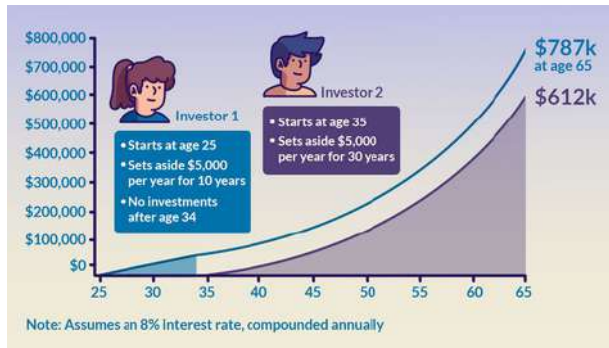 $800,000
$700,000
$600,000
$500,000
$400,000
$300,000
$200,000
$100,000
$0
Investor 1
• Starts at age 25
• Sets aside $5,000
per year for 10 years
• No investments
after age 34
Investor 2
• Starts at age 35
• Sets aside $5,000
per year for 30 years
$787k
at age 65
$612k
25 30 35 40 45 50 55 60 65
Note: Assumes an 8% interest rate, compounded annually